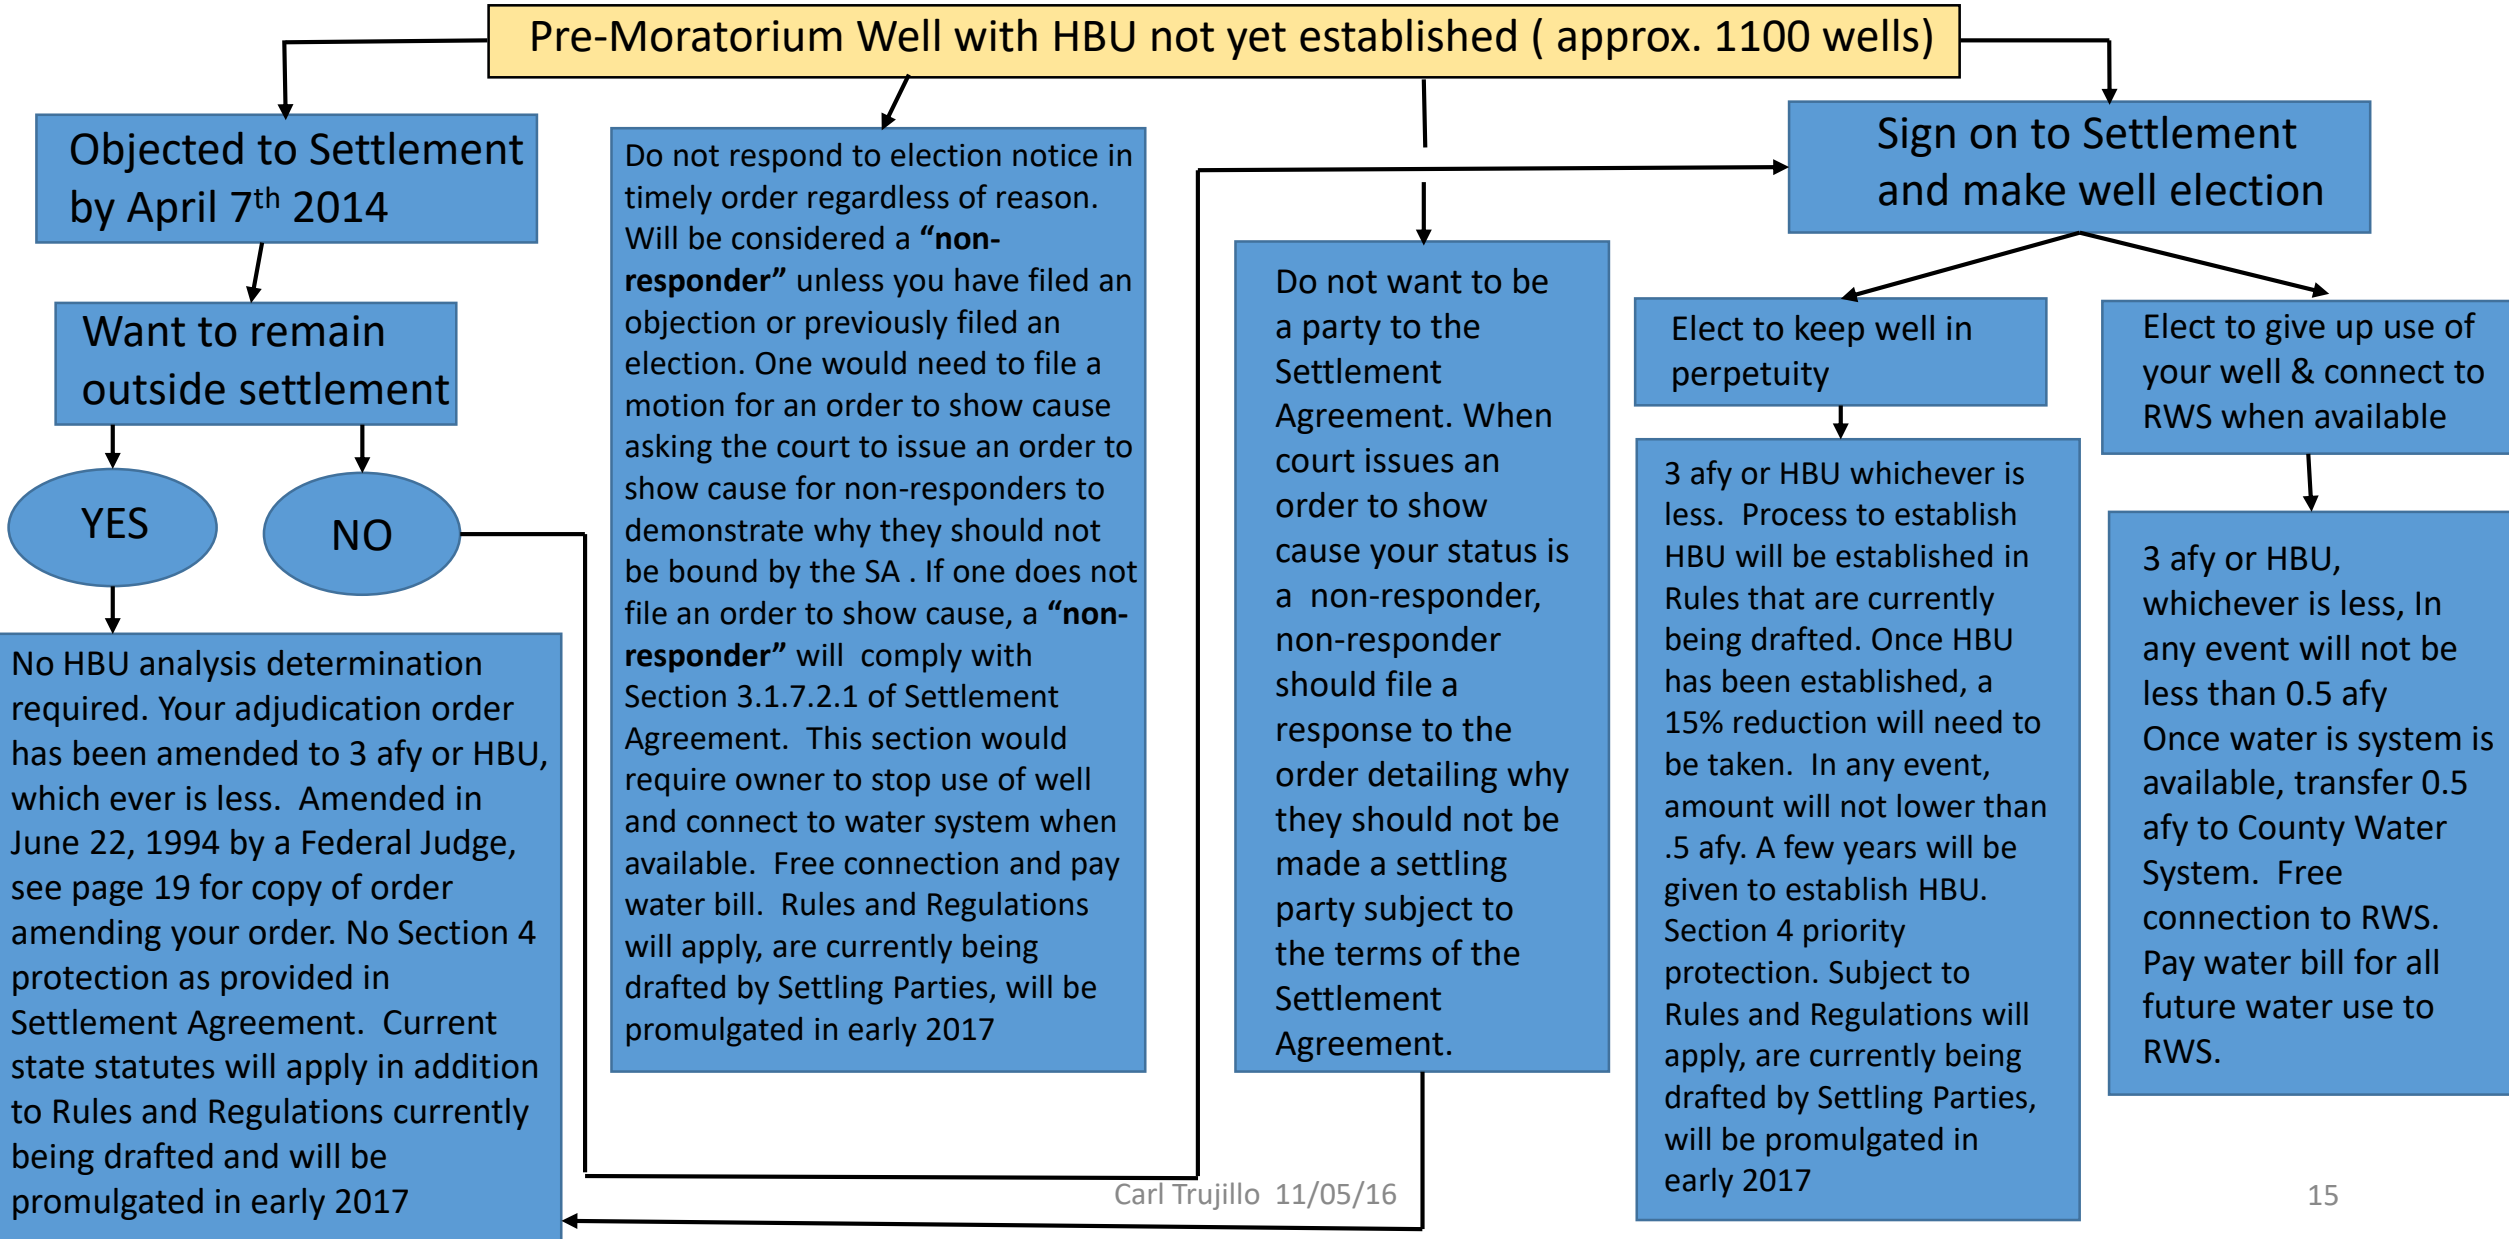 Pre-Moratorium Well with HBU not yet established ( approx. 1100 wells)
Objected to Settlement
by April 7th 2014
Want to remain
outside settlement
YES
NO
No HBU analysis determination
required. Your adjudication order
has been amended to 3 afy or HBU,
which ever is less.  Amended in
June 22, 1994 by a Federal Judge,
see page 19 for copy of order
amending your order. No Section 4
protection as provided in
Settlement Agreement.  Current
state statutes will apply in addition
to Rules and Regulations currently
being drafted and will be
promulgated in early 2017
Do not respond to election notice in
timely order regardless of reason.
Will be considered a “non-
responder” unless you have filed an
objection or previously filed an
election. One would need to file a
motion for an order to show cause
asking the court to issue an order to
show cause for non-responders to
demonstrate why they should not
be bound by the SA . If one does not
file an order to show cause, a “non-
responder” will  comply with
Section 3.1.7.2.1 of Settlement
Agreement.  This section would
require owner to stop use of well
and connect to water system when
available.  Free connection and pay
water bill.  Rules and Regulations
will apply, are currently being
drafted by Settling Parties, will be
promulgated in early 2017
Do not want to be
a party to the
Settlement
Agreement. When
court issues an
order to show
cause your status is
a  non-responder,
non-responder
should file a
response to the
order detailing why
they should not be
made a settling
party subject to
the terms of the
Settlement
Agreement.
Sign on to Settlement
and make well election
Elect to keep well in
perpetuity
3 afy or HBU whichever is
less.  Process to establish
HBU will be established in
Rules that are currently
being drafted. Once HBU
has been established, a
15% reduction will need to
be taken.  In any event,
amount will not lower than
.5 afy. A few years will be
given to establish HBU.
Section 4 priority
protection. Subject to
Rules and Regulations will
apply, are currently being
drafted by Settling Parties,
will be promulgated in
early 2017
Elect to give up use of
your well & connect to
RWS when available
3 afy or HBU,
whichever is less, In
any event will not be
less than 0.5 afy
Once water is system is
available, transfer 0.5
afy to County Water
System.  Free
connection to RWS.
Pay water bill for all
future water use to
RWS.
Carl Trujillo  11/05/16
15